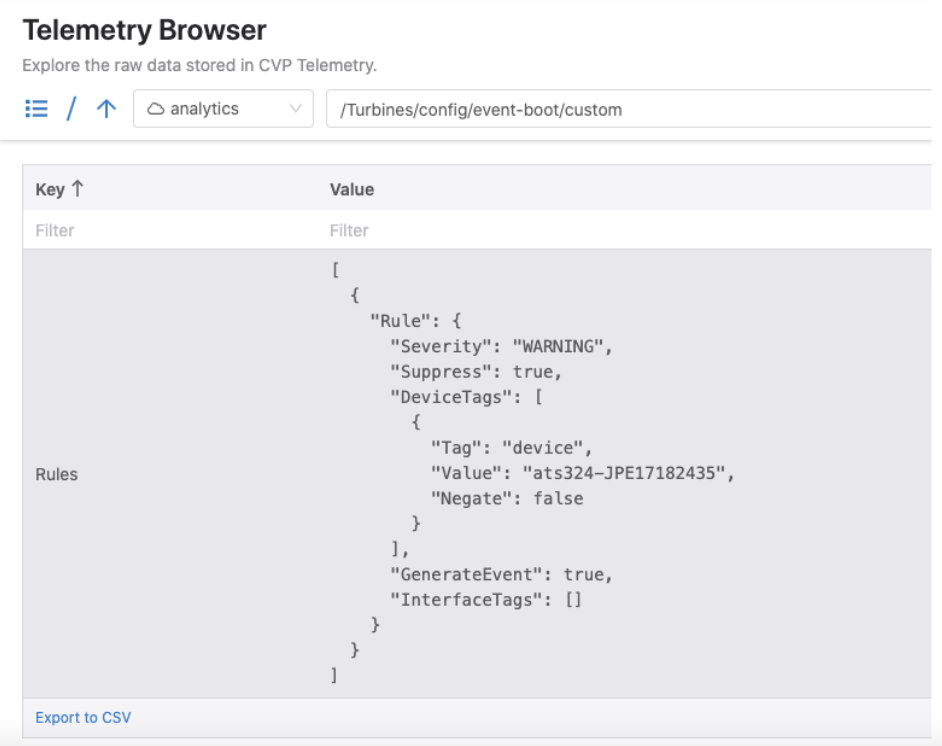 Telemetry Browser
Explore the raw data stored in CVP Telemetry.
/ analytics /Turbines/config/event-boot/custom
Key ↑ Value
Filter Filter
Rules
[
  {
    "Rule": {
      "Severity": "WARNING",
      "Suppress": true,
      "DeviceTags": [
        {
          "Tag": "device",
          "Value": "ats324-JPE17182435",
          "Negate": false
        }
      ],
      "GenerateEvent": true,
      "InterfaceTags": []
    }
  }
]
Export to CSV